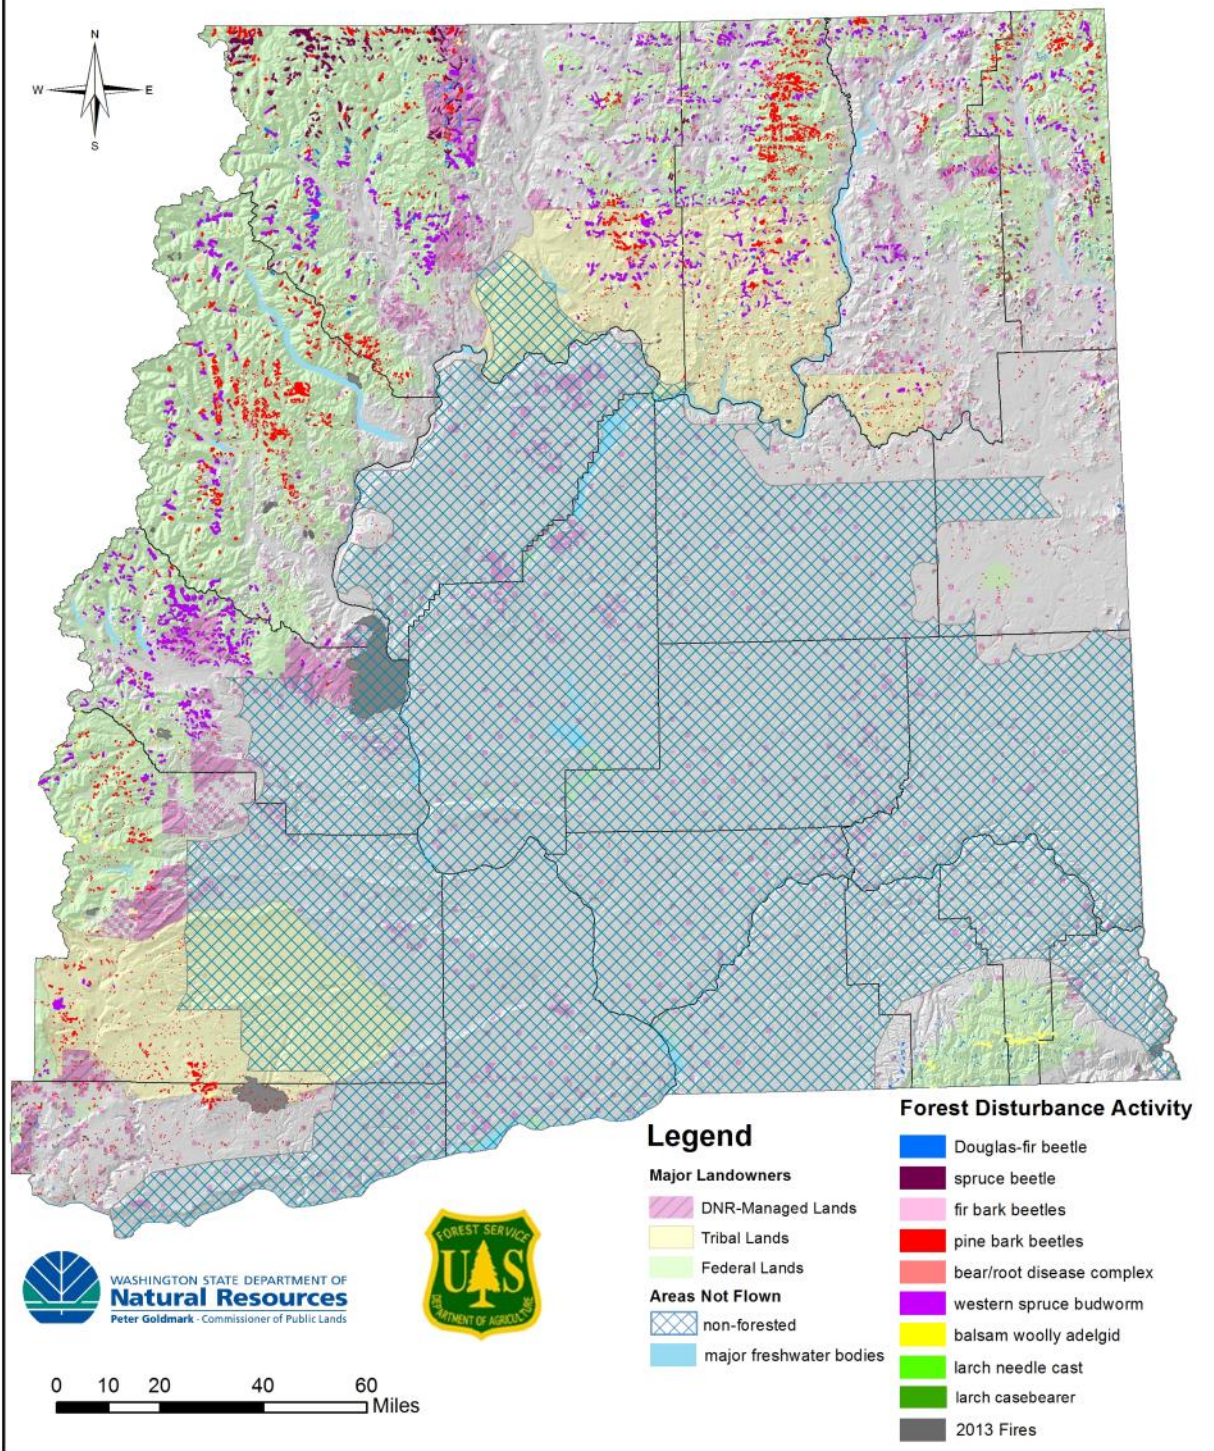 N
W E
S
Legend
Major Landowners
DNR-Managed Lands
Tribal Lands
Federal Lands
Areas Not Flown
non-forested
major freshwater bodies
Forest Disturbance Activity
Douglas-fir beetle
spruce beetle
fir bark beetles
pine bark beetles
bear/root disease complex
western spruce budworm
balsam woolly adelgid
larch needle cast
larch casebearer
2013 Fires
WASHINGTON STATE DEPARTMENT OF
Natural Resources
Peter Goldmark - Commissioner of Public Lands
FOREST SERVICE
U S
DEPARTMENT OF AGRICULTURE
0 10 20 40 60
Miles